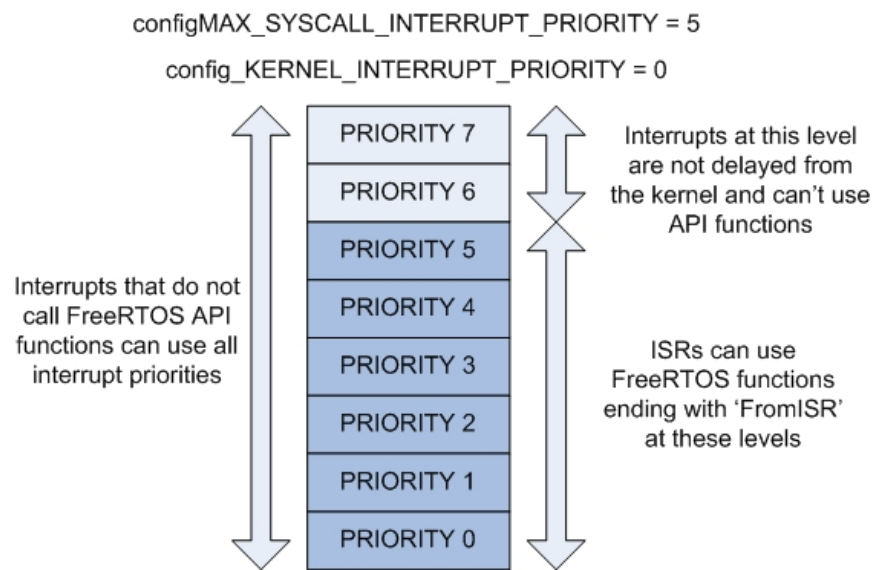 configMAX_SYSCALL_INTERRUPT_PRIORITY = 5
config_KERNEL_INTERRUPT_PRIORITY = 0
Interrupts that do not
call FreeRTOS API
functions can use all
interrupt priorities
PRIORITY 7
PRIORITY 6
PRIORITY 5
PRIORITY 4
PRIORITY 3
PRIORITY 2
PRIORITY 1
PRIORITY 0
Interrupts at this level
are not delayed from
the kernel and can't use
API functions
ISRs can use
FreeRTOS functions
ending with 'FromISR'
at these levels